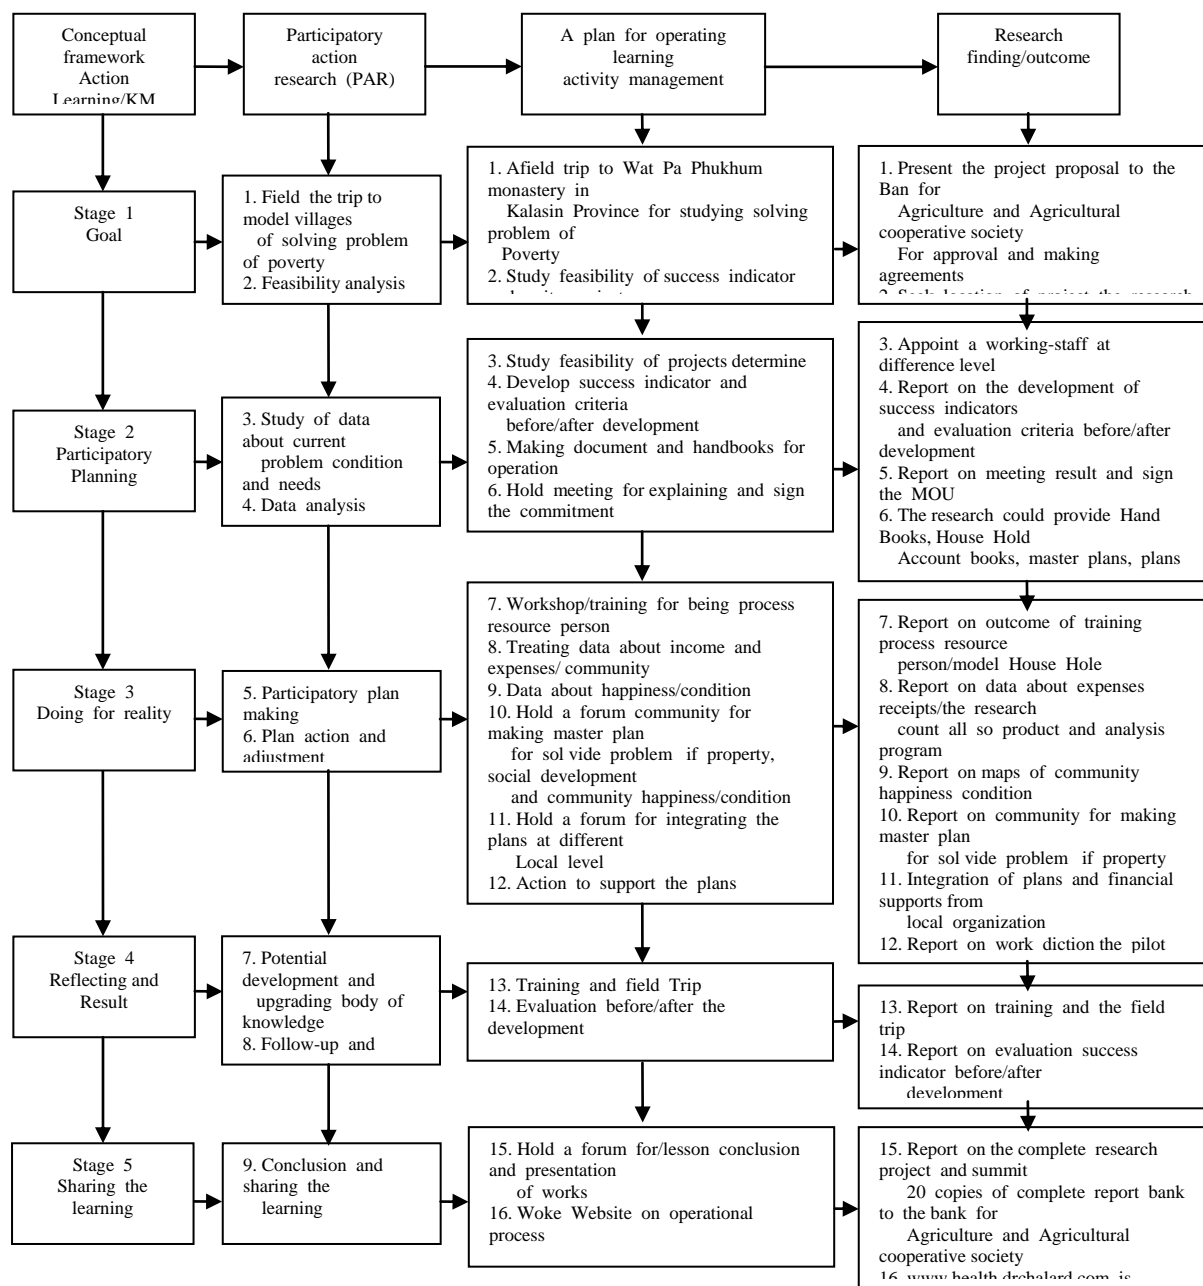 Conceptual
framework
Action
Learning/KM
Participatory
action
research (PAR)
A plan for operating
learning
activity management
Research
finding/outcome
Stage 1
Goal
1. Field the trip to
model villages
of solving problem
of poverty
2. Feasibility analysis
1. Afield trip to Wat Pa Phukhum
monastery in
Kalasin Province for studying solving
problem of
Poverty
2. Study feasibility of success indicator
1. Present the project proposal to the
Ban for
Agriculture and Agricultural
cooperative society
For approval and making
agreements
2. Seek location of project the research
Stage 2
Participatory
Planning
3. Study of data
about current
problem condition
and needs
4. Data analysis
3. Study feasibility of projects determine
4. Develop success indicator and
evaluation criteria
before/after development
5. Making document and handbooks for
operation
6. Hold meeting for explaining and sign
the commitment
3. Appoint a working-staff at
difference level
4. Report on the development of
success indicators
and evaluation criteria before/after
development
5. Report on meeting result and sign
the MOU
6. The research could provide Hand
Books, House Hold
Account books, master plans, plans
Stage 3
Doing for reality
5. Participatory plan
making
6. Plan action and
adjustment
7. Workshop/training for being process
resource person
8. Treating data about income and
expenses/ community
9. Data about happiness/condition
10. Hold a forum community for
making master plan
for sol vide problem if property,
social development
and community happiness/condition
11. Hold a forum for integrating the
plans at different
Local level
12. Action to support the plans
7. Report on outcome of training
process resource
person/model House Hole
8. Report on data about expenses
receipts/the research
count all so product and analysis
program
9. Report on maps of community
happiness condition
10. Report on community for making
master plan
for sol vide problem if property
11. Integration of plans and financial
supports from
local organization
12. Report on work diction the pilot
Stage 4
Reflecting and
Result
7. Potential
development and
upgrading body of
knowledge
8. Follow-up and
13. Training and field Trip
14. Evaluation before/after the
development
13. Report on training and the field
trip
14. Report on evaluation success
indicator before/after
development
Stage 5
Sharing the
learning
9. Conclusion and
sharing the
learning
15. Hold a forum for/lesson conclusion
and presentation
of works
16. Woke Website on operational
process
15. Report on the complete research
project and summit
20 copies of complete report bank
to the bank for
Agriculture and Agricultural
cooperative society
16. www.health.drchalard.com is